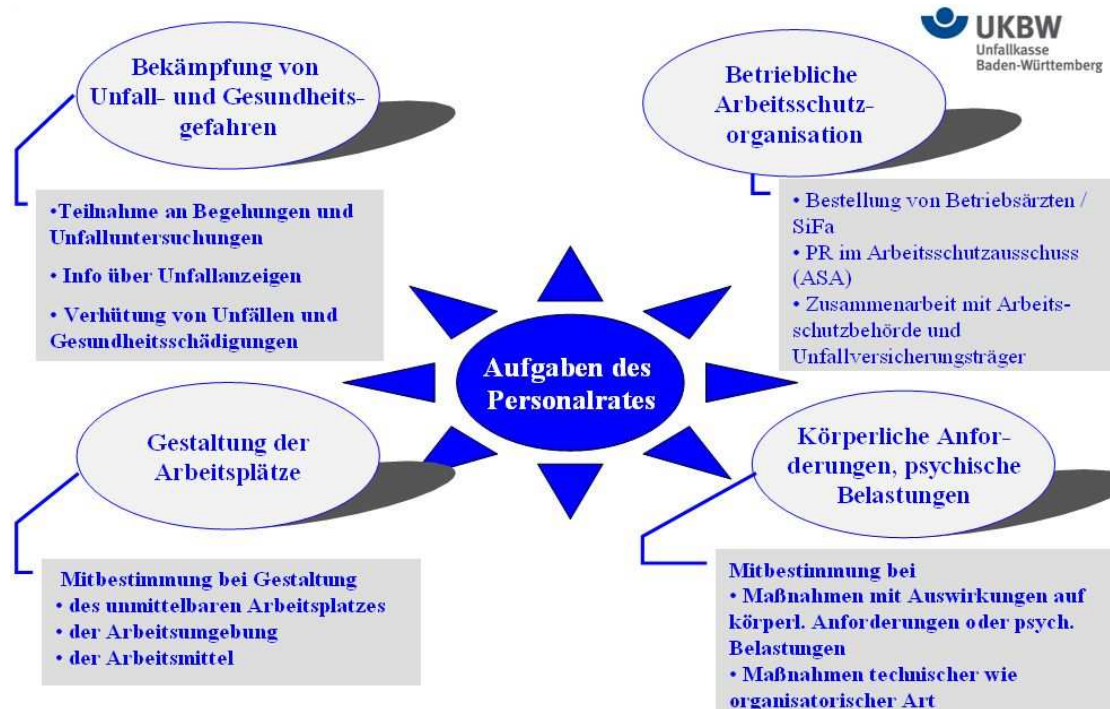 UKBW
Unfallkasse
Baden-Württemberg
Bekämpfung von
Unfall- und Gesundheits-
gefahren
•Teilnahme an Begehungen und
Unfalluntersuchungen
• Info über Unfallanzeigen
• Verhütung von Unfällen und
Gesundheitsschädigungen
Betriebliche
Arbeitsschutz-
organisation
• Bestellung von Betriebsärzten /
SiFa
• PR im Arbeitsschutzausschuss
(ASA)
• Zusammenarbeit mit Arbeits-
schutzbehörde und
Unfallversicherungsträger
Aufgaben des
Personalrates
Gestaltung der
Arbeitsplätze
Mitbestimmung bei Gestaltung
• des unmittelbaren Arbeitsplatzes
• der Arbeitsumgebung
• der Arbeitsmittel
Körperliche Anfor-
derungen, psychische
Belastungen
Mitbestimmung bei
• Maßnahmen mit Auswirkungen auf
körperl. Anforderungen oder psych.
Belastungen
• Maßnahmen technischer wie
organisatorischer Art